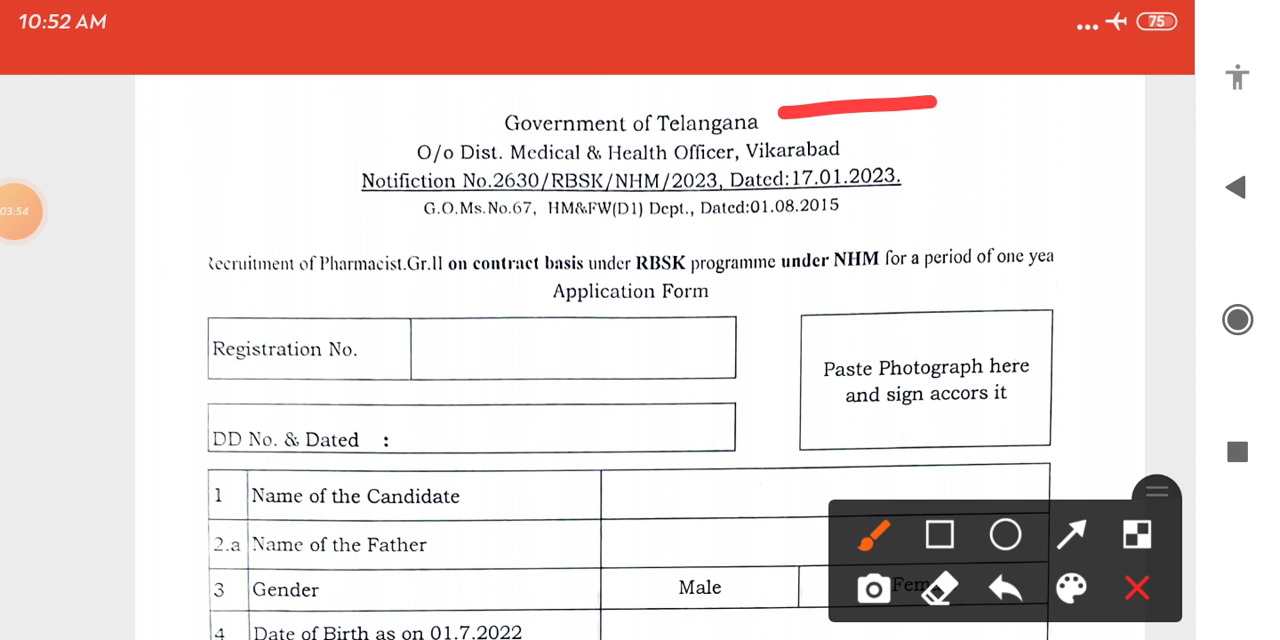 10:52 AM
75
03:54
Government of Telangana
O/o Dist. Medical & Health Officer, Vikarabad
Notifiction No.2630/RBSK/NHM/2023, Dated:17.01.2023.
G.O.Ms.No.67, HM&FW(D1) Dept., Dated:01.08.2015
Recruitment of Pharmacist.Gr.II on contract basis under RBSK programme under NHM for a period of one yea
Application Form
Registration No.
Paste Photograph here
and sign accors it
DD No. & Dated :
1 Name of the Candidate
2.a Name of the Father
3 Gender Male Fem
4 Date of Birth as on 01.7.2022